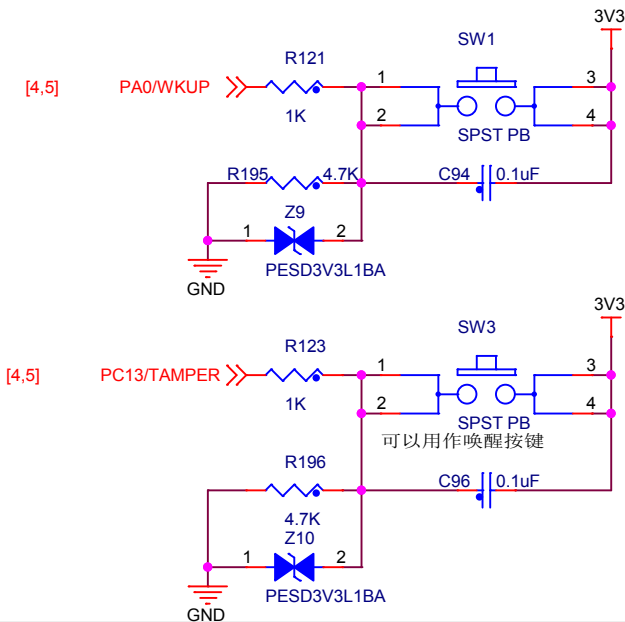 3V3
SW1
R121
1
3
[4,5]
PA0/WKUP
1K
2
4
SPST PB
R195
4.7K
C94
0.1uF
Z9
1
2
PESD3V3L1BA
GND
3V3
SW3
R123
1
3
[4,5]
PC13/TAMPER
1K
2
4
SPST PB
可以用作唤醒按键
R196
C96
0.1uF
4.7K
Z10
1
2
PESD3V3L1BA
GND